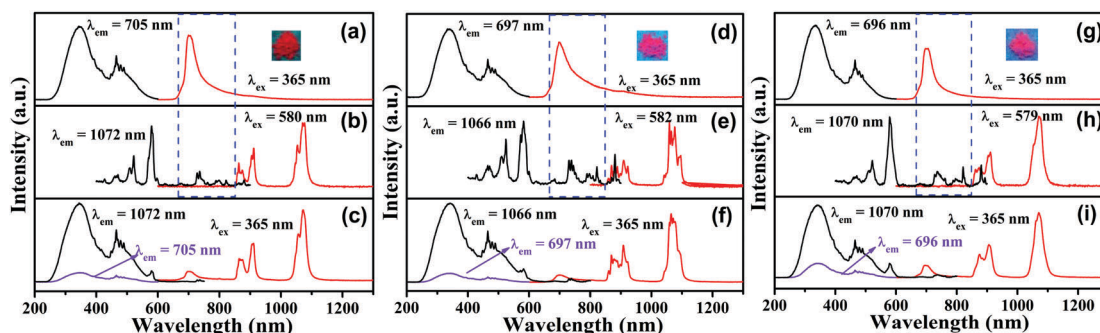 Intensity (a.u.)
λem = 705 nm
(a)
λex = 365 nm
λem = 1072 nm
λex = 580 nm
(b)
λem = 1072 nm
λex = 365 nm
(c)
λem = 705 nm
200 400 600 800 1000 1200
Wavelength (nm)
Intensity (a.u.)
λem = 697 nm
(d)
λex = 365 nm
λem = 1066 nm
λex = 582 nm
(e)
λem = 1066 nm
λex = 365 nm
(f)
λem = 697 nm
200 400 600 800 1000 1200
Wavelength (nm)
Intensity (a.u.)
λem = 696 nm
(g)
λex = 365 nm
λem = 1070 nm
λex = 579 nm
(h)
λem = 1070 nm
λex = 365 nm
(i)
λem = 696 nm
200 400 600 800 1000 1200
Wavelength (nm)